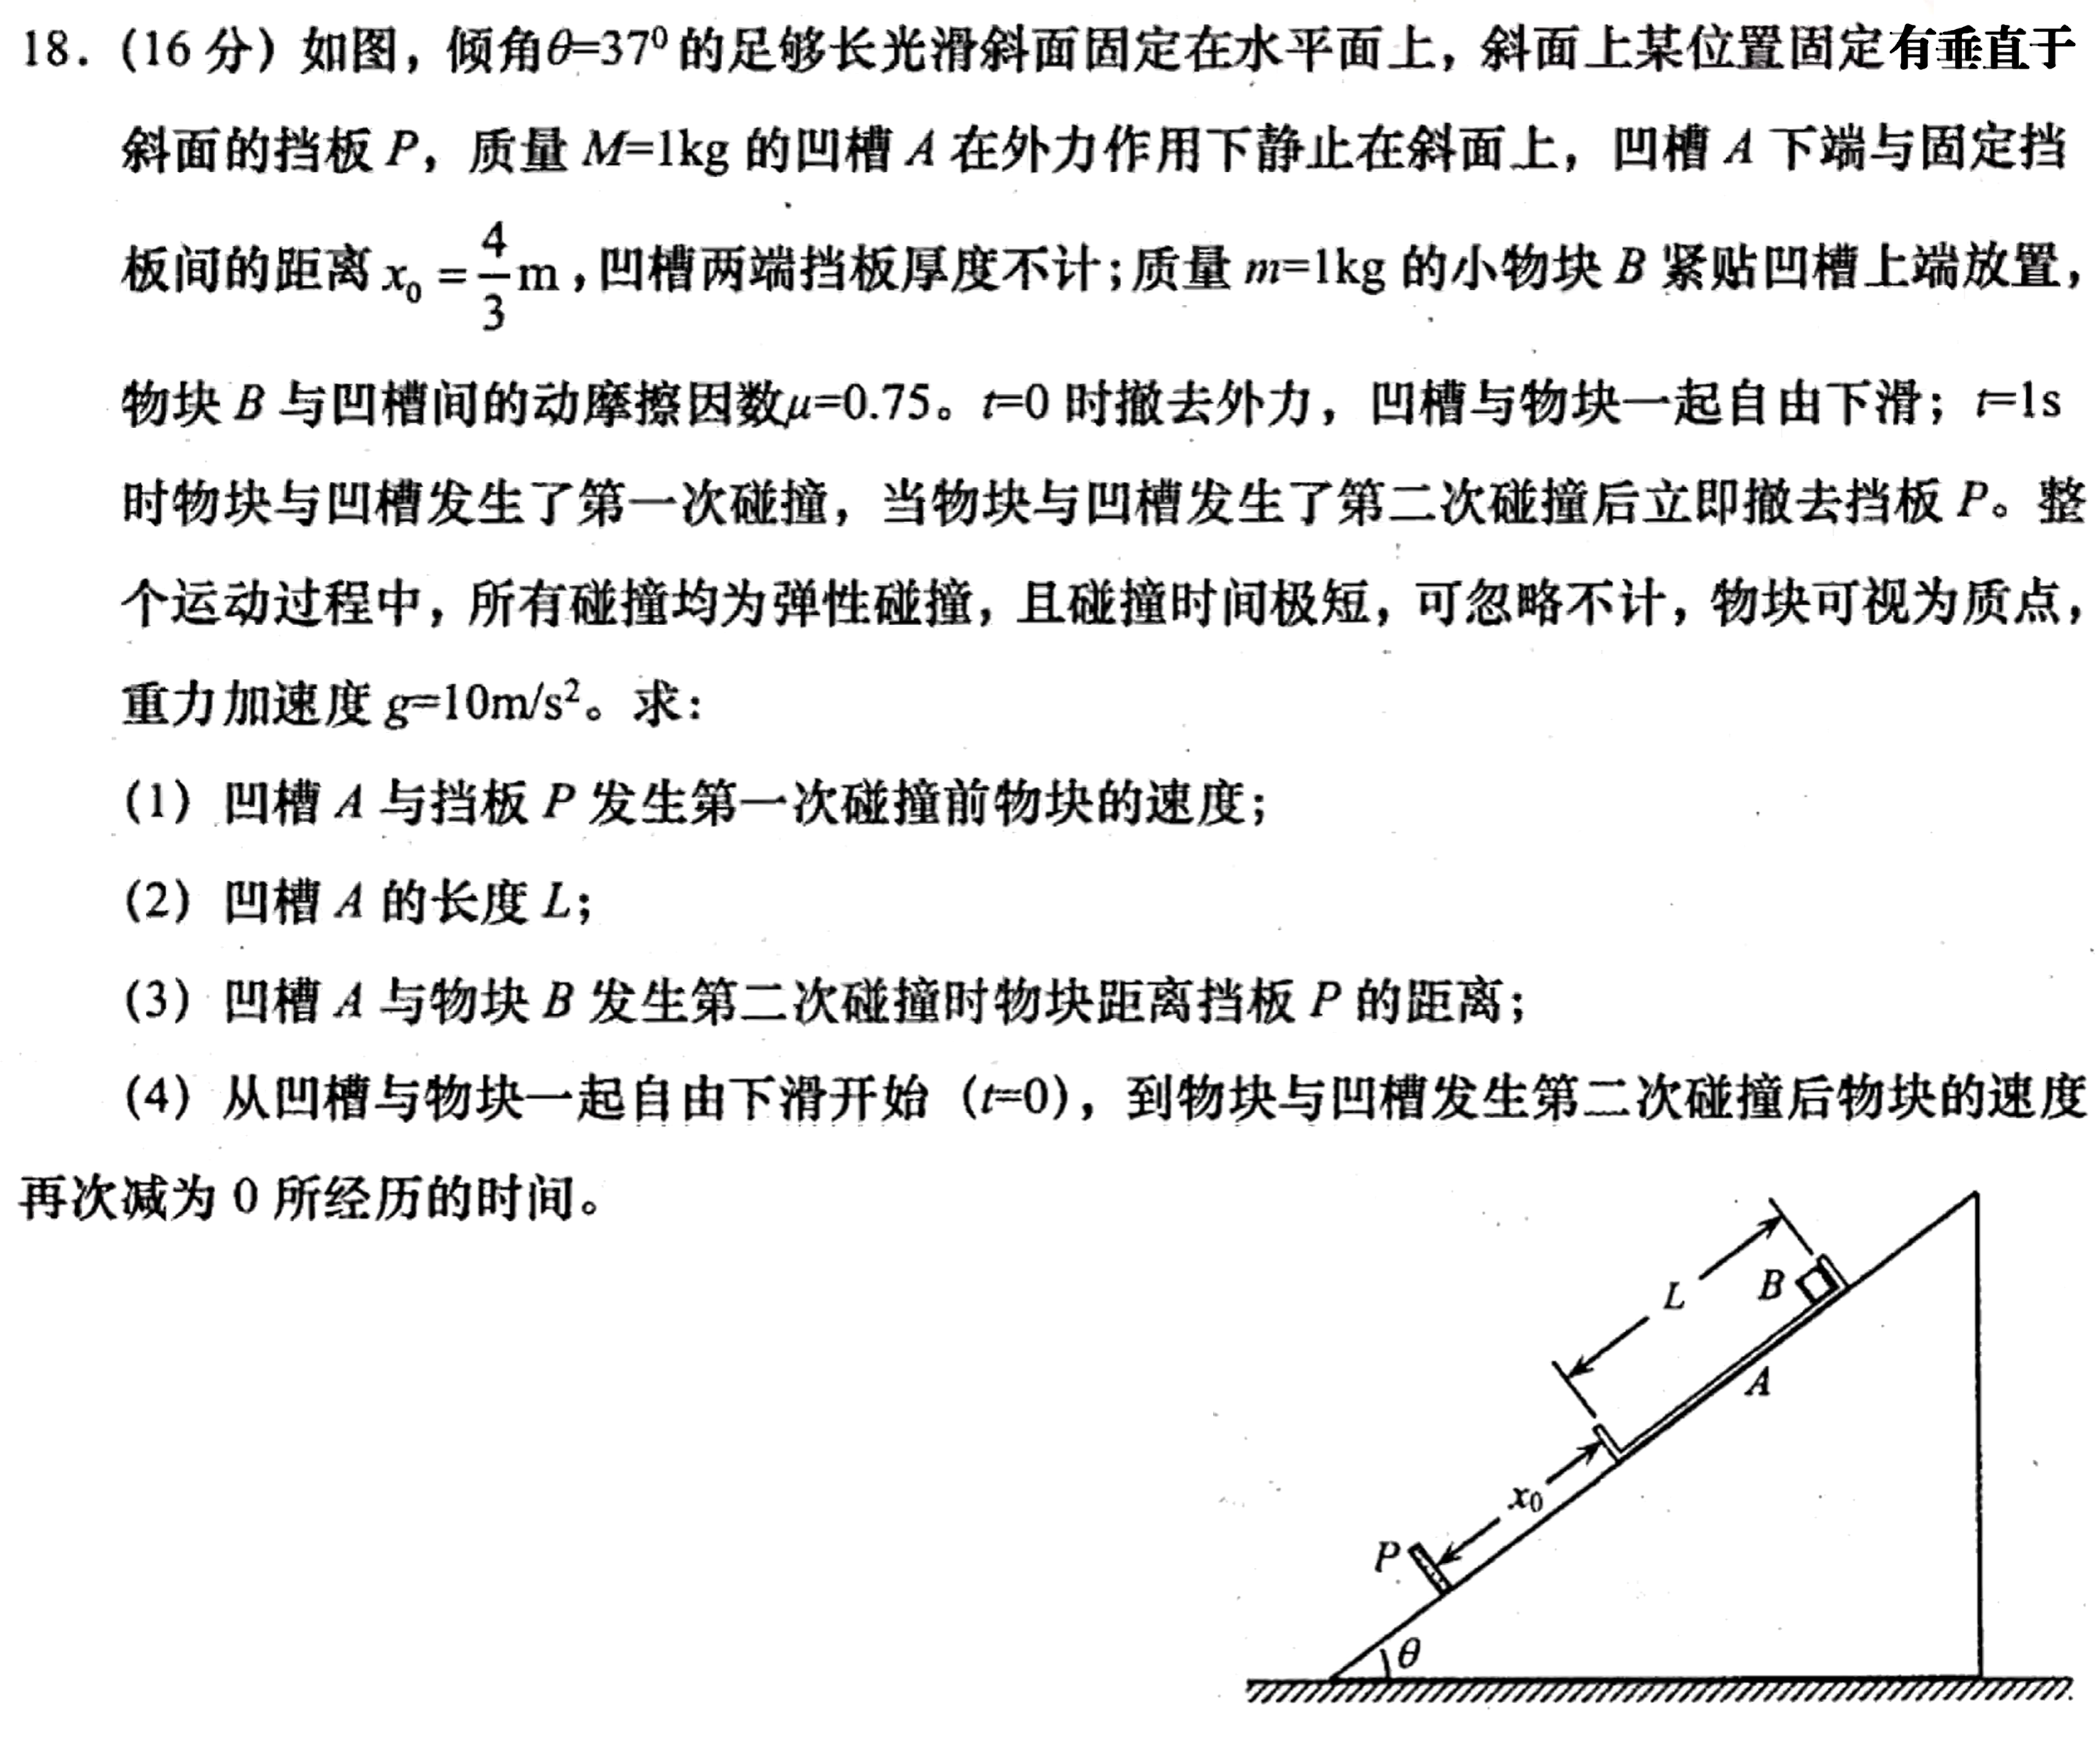 18. (16分) 如图，倾角θ=37⁰的足够长光滑斜面固定在水平面上，斜面上某位置固定有垂直于
斜面的挡板P，质量M=1kg的凹槽A在外力作用下静止在斜面上，凹槽A下端与固定挡
板间的距离x₀=4/3m，凹槽两端挡板厚度不计；质量m=1kg的小物块B紧贴凹槽上端放置，
物块B与凹槽间的动摩擦因数μ=0.75。t=0时撤去外力，凹槽与物块一起自由下滑；t=1s
时物块与凹槽发生了第一次碰撞，当物块与凹槽发生了第二次碰撞后立即撤去挡板P。整
个运动过程中，所有碰撞均为弹性碰撞，且碰撞时间极短，可忽略不计，物块可视为质点，
重力加速度g=10m/s²。求：
(1) 凹槽A与挡板P发生第一次碰撞前物块的速度；
(2) 凹槽A的长度L；
(3) 凹槽A与物块B发生第二次碰撞时物块距离挡板P的距离；
(4) 从凹槽与物块一起自由下滑开始（t=0），到物块与凹槽发生第二次碰撞后物块的速度
再次减为0所经历的时间。
B
L
A
x₀
P
θ